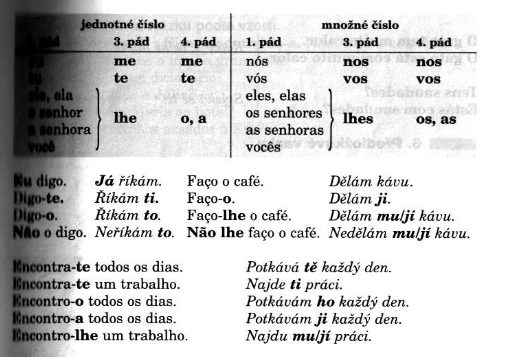 jednotné číslo množné číslo
pád 3. pád 4. pád 1. pád 3. pád 4. pád
eu me me nós nos nos
tu te te vós vos vos
ele, ela eles, elas
o senhor lhe o, a os senhores lhes os, as
a senhora as senhoras
você vocês
Eu digo. Já říkám. Faço o café. Dělám kávu.
Digo-te. Říkám ti. Faço-o. Dělám ji.
Digo-o. Říkám to. Faço-lhe o café. Dělám mu/jí kávu.
Não o digo. Neříkám to. Não lhe faço o café. Nedělám mu/jí kávu.
Encontra-te todos os dias. Potkává tě každý den.
Encontra-te um trabalho. Najde ti práci.
Encontro-o todos os dias. Potkávám ho každý den.
Encontro-a todos os dias. Potkávám ji každý den.
Encontro-lhe um trabalho. Najdu mu/jí práci.